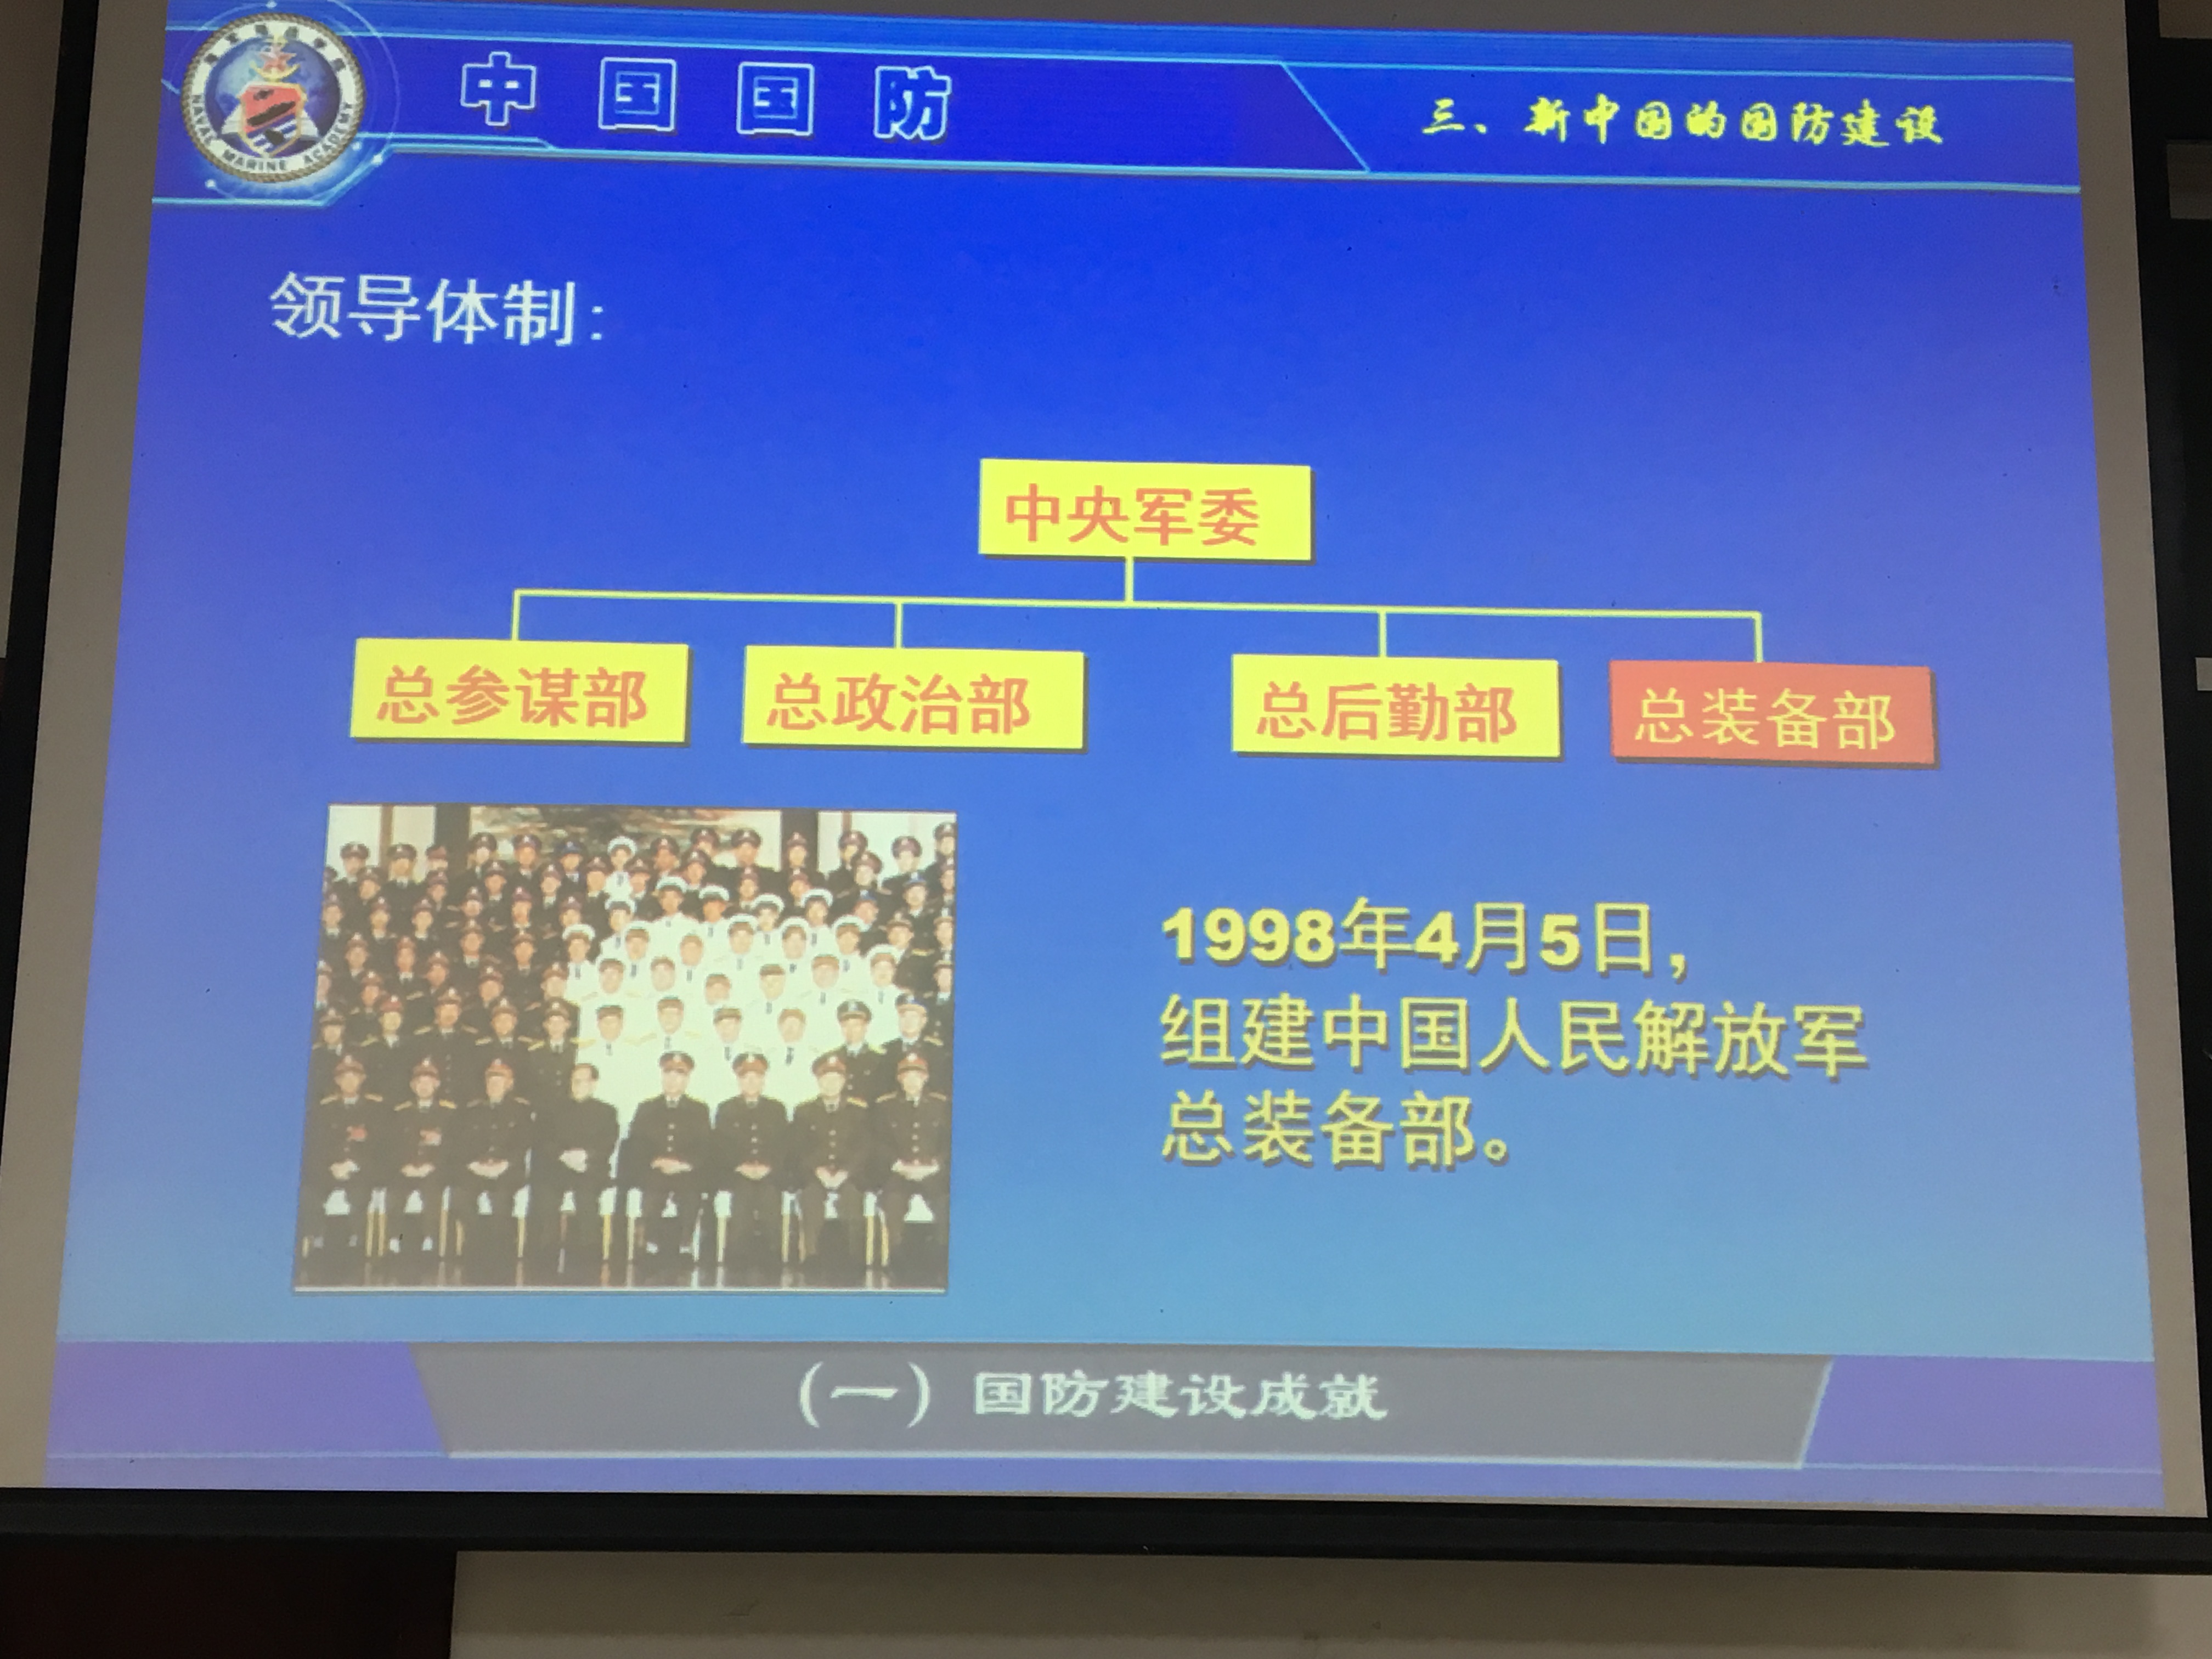 中国国防
三、新中国的国防建设
NAVAL MARINE ACADEMY
领导体制：
中央军委
总参谋部 总政治部 总后勤部 总装备部
1998年4月5日，
组建中国人民解放军
总装备部。
（一）国防建设成就